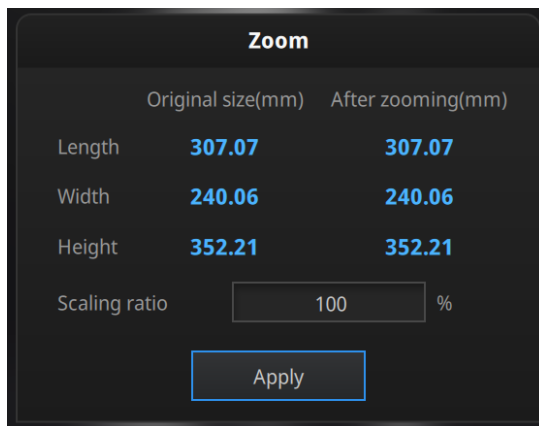 Zoom
Original size(mm) After zooming(mm)
Length 307.07 307.07
Width 240.06 240.06
Height 352.21 352.21
Scaling ratio 100 %
Apply